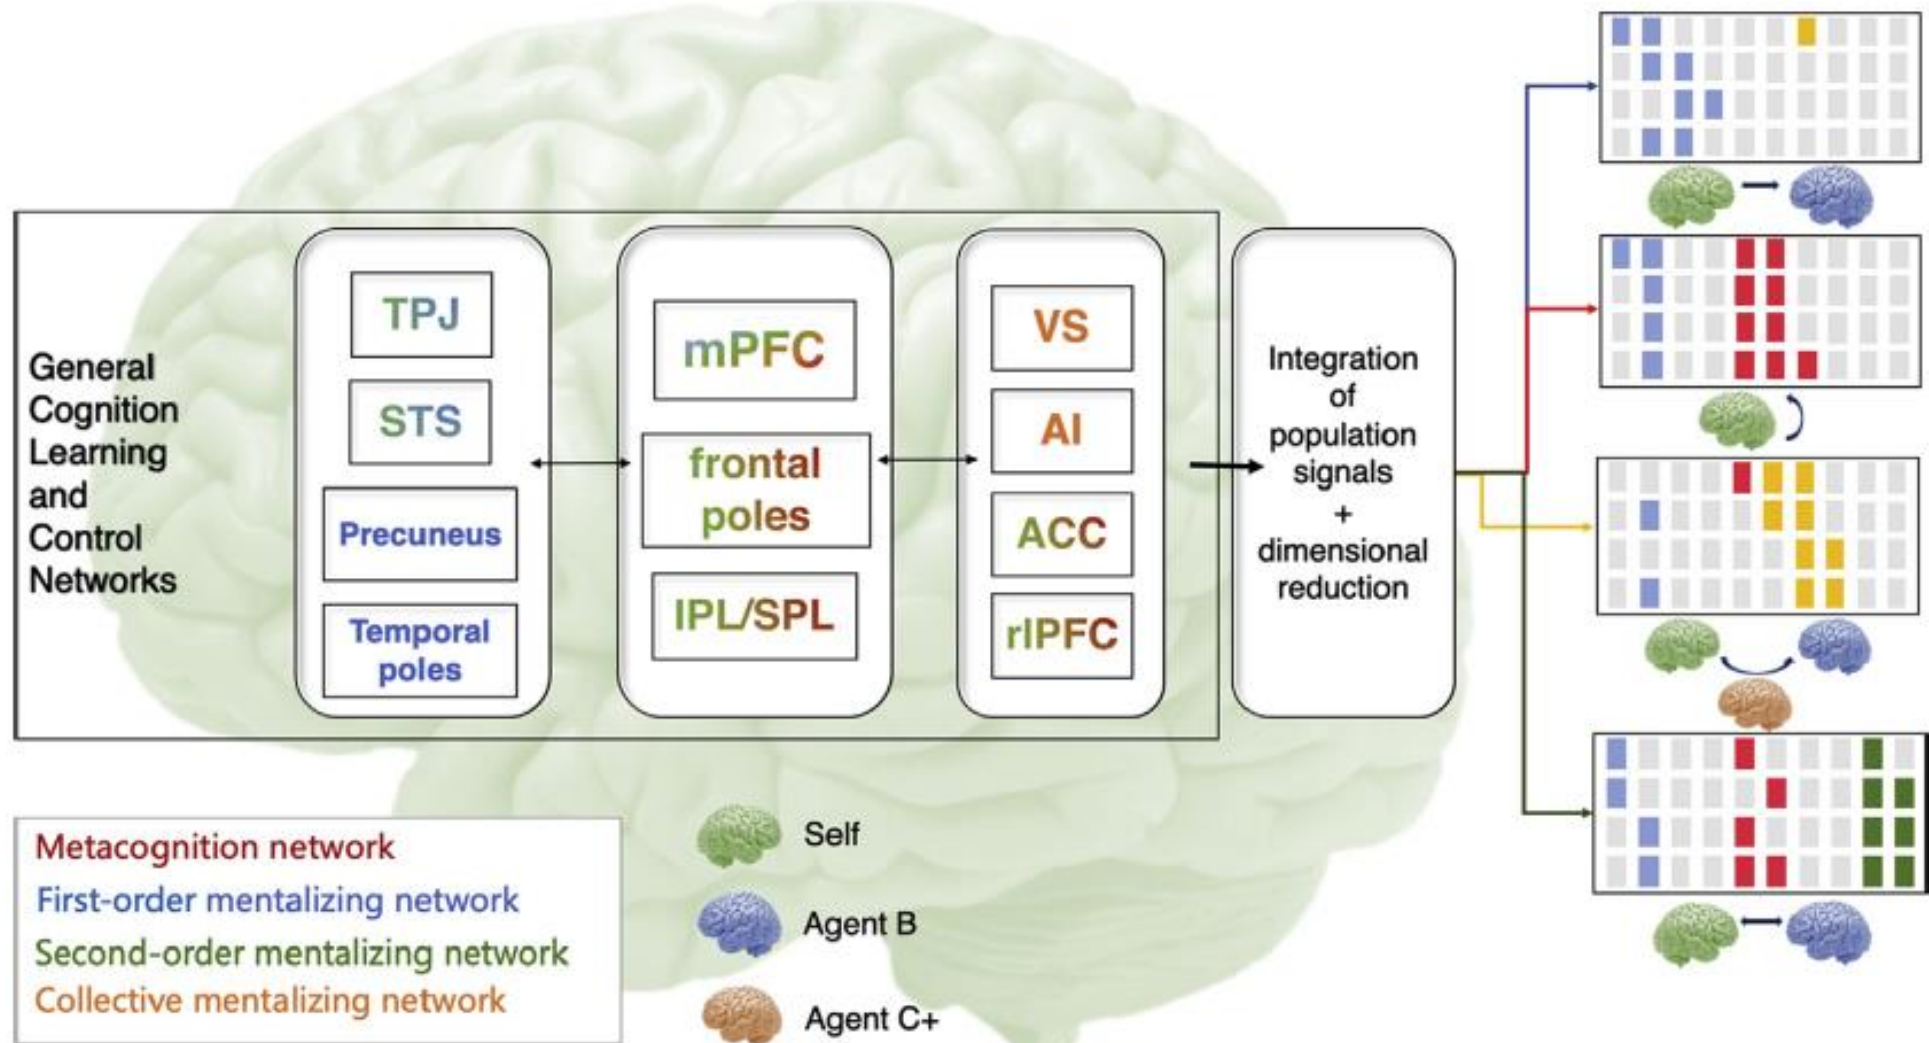 General
Cognition
Learning
and
Control
Networks
TPJ
STS
Precuneus
Temporal
poles
mPFC
frontal
poles
IPL/SPL
VS
AI
ACC
rlPFC
Integration
of
population
signals
+
dimensional
reduction
Metacognition network
First-order mentalizing network
Second-order mentalizing network
Collective mentalizing network
Self
Agent B
Agent C+